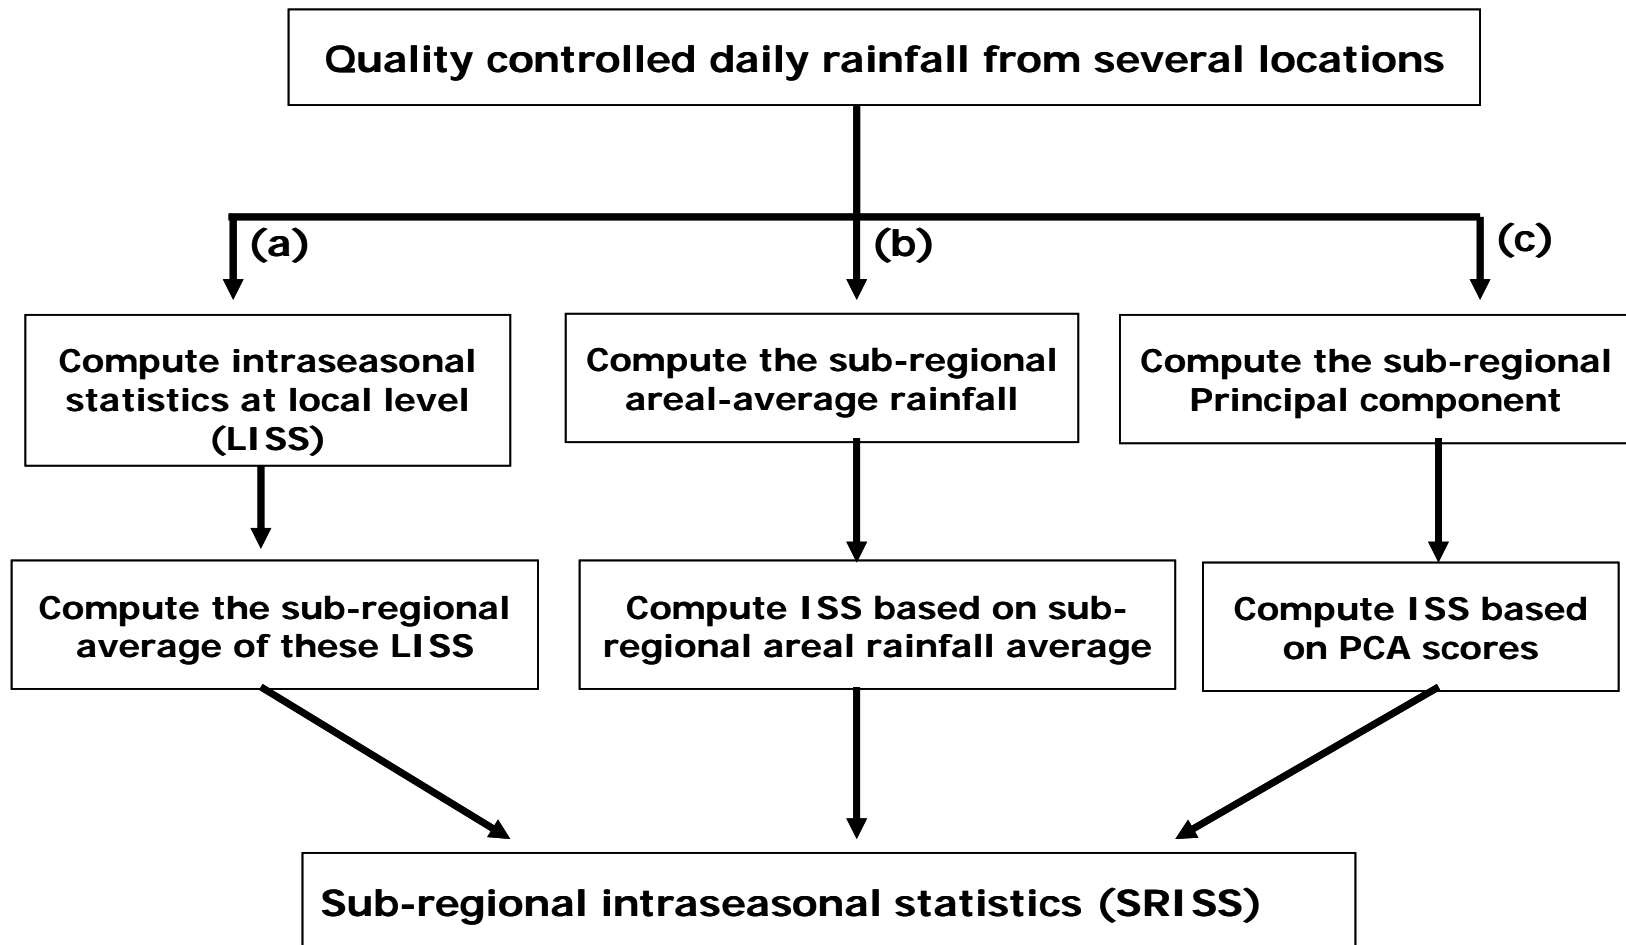 Quality controlled daily rainfall from several locations
(a)
(b)
(c)
Compute intraseasonal
statistics at local level
(LISS)
Compute the sub-regional
areal-average rainfall
Compute the sub-regional
Principal component
Compute the sub-regional
average of these LISS
Compute ISS based on sub-
regional areal rainfall average
Compute ISS based
on PCA scores
Sub-regional intraseasonal statistics (SRISS)